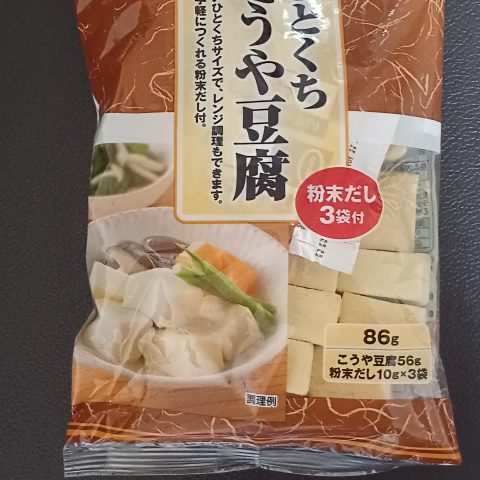 とくち
うや豆腐
ひとくちサイズで、レンジ調理もできます。
手軽につくれる粉末だし付。
粉末だし
3袋付
86g
こうや豆腐56g
粉末だし10g×3袋
調理例